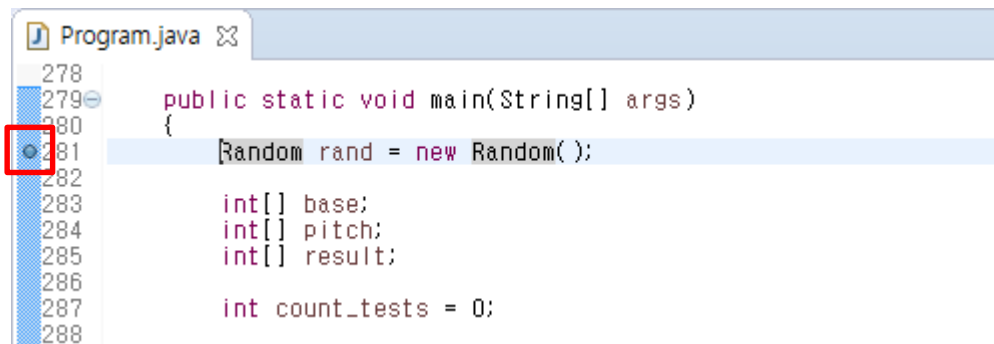 Program.java
278
279 public static void main(String[] args)
280 {
281 Random rand = new Random();
282
283 int[] base;
284 int[] pitch;
285 int[] result;
286
287 int count_tests = 0;
288